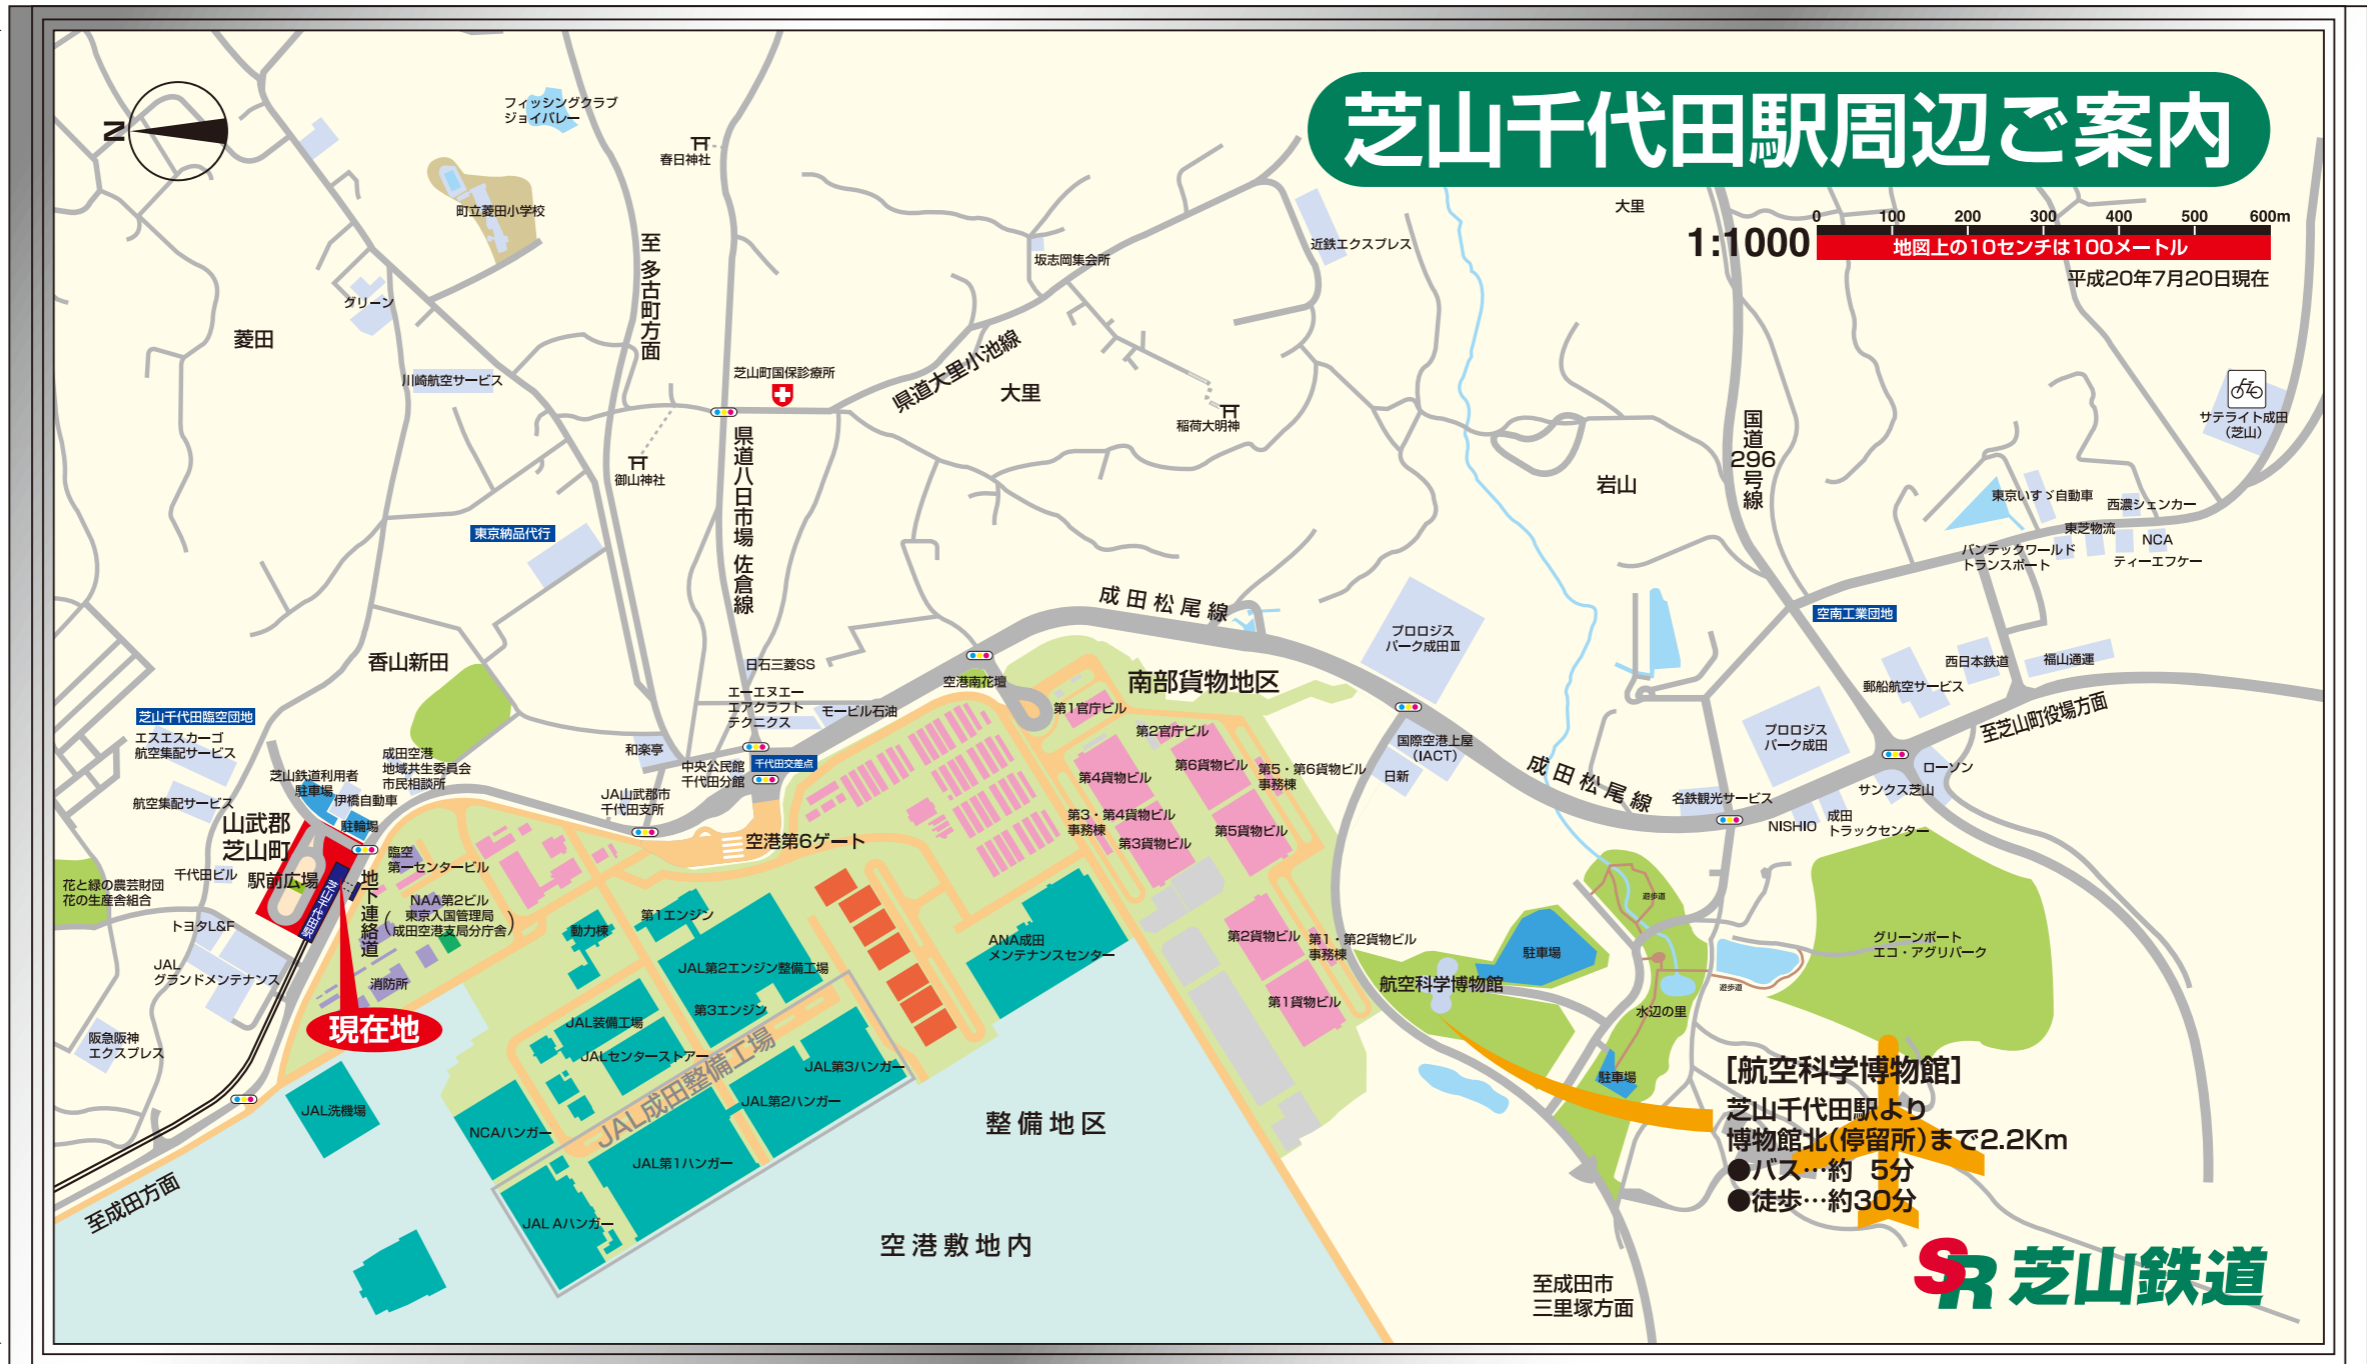 芝山千代田駅周辺ご案内
1:1000
0 100 200 300 400 500 600m
地図上の10センチは100メートル
平成20年7月20日現在
N
フィッシングクラブ
ジョイバレー
春日神社
町立菱田小学校
至多古町方面
坂志岡集会所
近鉄エクスプレス
大里
グリーン
菱田
川崎航空サービス
芝山町国保診療所
県道大里小池線
大里
稲荷大明神
国道296号線
サテライト成田
(芝山)
御山神社
県道八日市場 佐倉線
岩山
東京納品代行
東京いすゞ自動車
西濃シェンカー
東芝物流
NCA
バンテックワールド
トランスポート
ティーエフケー
成田松尾線
プロロジス
パーク成田Ⅲ
空南工業団地
香山新田
日石三菱SS
エーエヌエー
エアクラフト
テクニクス
モービル石油
空港南花壇
南部貨物地区
西日本鉄道
福山通運
郵船航空サービス
至芝山町役場方面
芝山千代田臨空団地
エスエスカーゴ
航空集配サービス
航空集配サービス
芝山鉄道利用者
駐車場
成田空港
地域共生委員会
市民相談所
伊橋自動車
駐輪場
和楽亭
中央公民館
千代田分館
千代田交差点
JA山武郡市
千代田支所
空港第6ゲート
第1官庁ビル
第2官庁ビル
第4貨物ビル
第6貨物ビル
第5・第6貨物ビル
事務棟
第3・第4貨物ビル
事務棟
第3貨物ビル
第5貨物ビル
国際空港上屋
(IACT)
日新
成田松尾線
プロロジス
パーク成田
ローソン
サンクス芝山
名鉄観光サービス
NISHIO
成田
トラックセンター
山武郡
芝山町
千代田ビル
駅前広場
芝山千代田駅
地下連絡道
臨空
第一センタービル
NAA第2ビル
(東京入国管理局
成田空港支局分庁舎)
花と緑の農芸財団
花の生産舎組合
トヨタL&F
JAL
グランドメンテナンス
消防所
現在地
阪急阪神
エクスプレス
動力棟
第1エンジン
JAL第2エンジン整備工場
第3エンジン
JAL装備工場
JALセンターストアー
JAL成田整備工場
JAL第3ハンガー
JAL第2ハンガー
JAL第1ハンガー
NCAハンガー
JAL Aハンガー
JAL洗機場
ANA成田
メンテナンスセンター
第2貨物ビル
第1・第2貨物ビル
事務棟
第1貨物ビル
航空科学博物館
駐車場
遊歩道
遊歩道
水辺の里
駐車場
グリーンポート
エコ・アグリパーク
整備地区
空港敷地内
至成田方面
至成田市
三里塚方面
[航空科学博物館]
芝山千代田駅より
博物館北(停留所)まで2.2Km
●バス…約 5分
●徒歩…約30分
SR 芝山鉄道